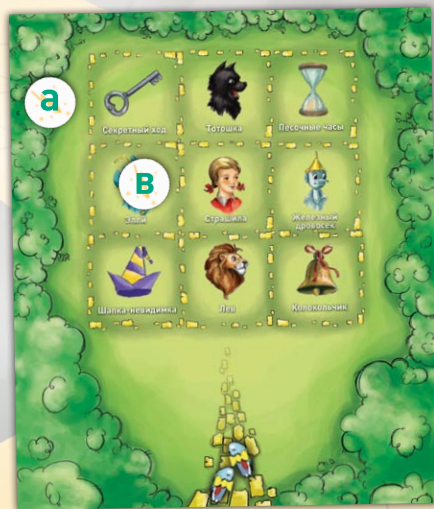 а
Секретный ход
Тотошка
Песочные часы
в
Элли
Страшила
Железный
дровосек
Шапка-невидимка
Лев
Колокольчик